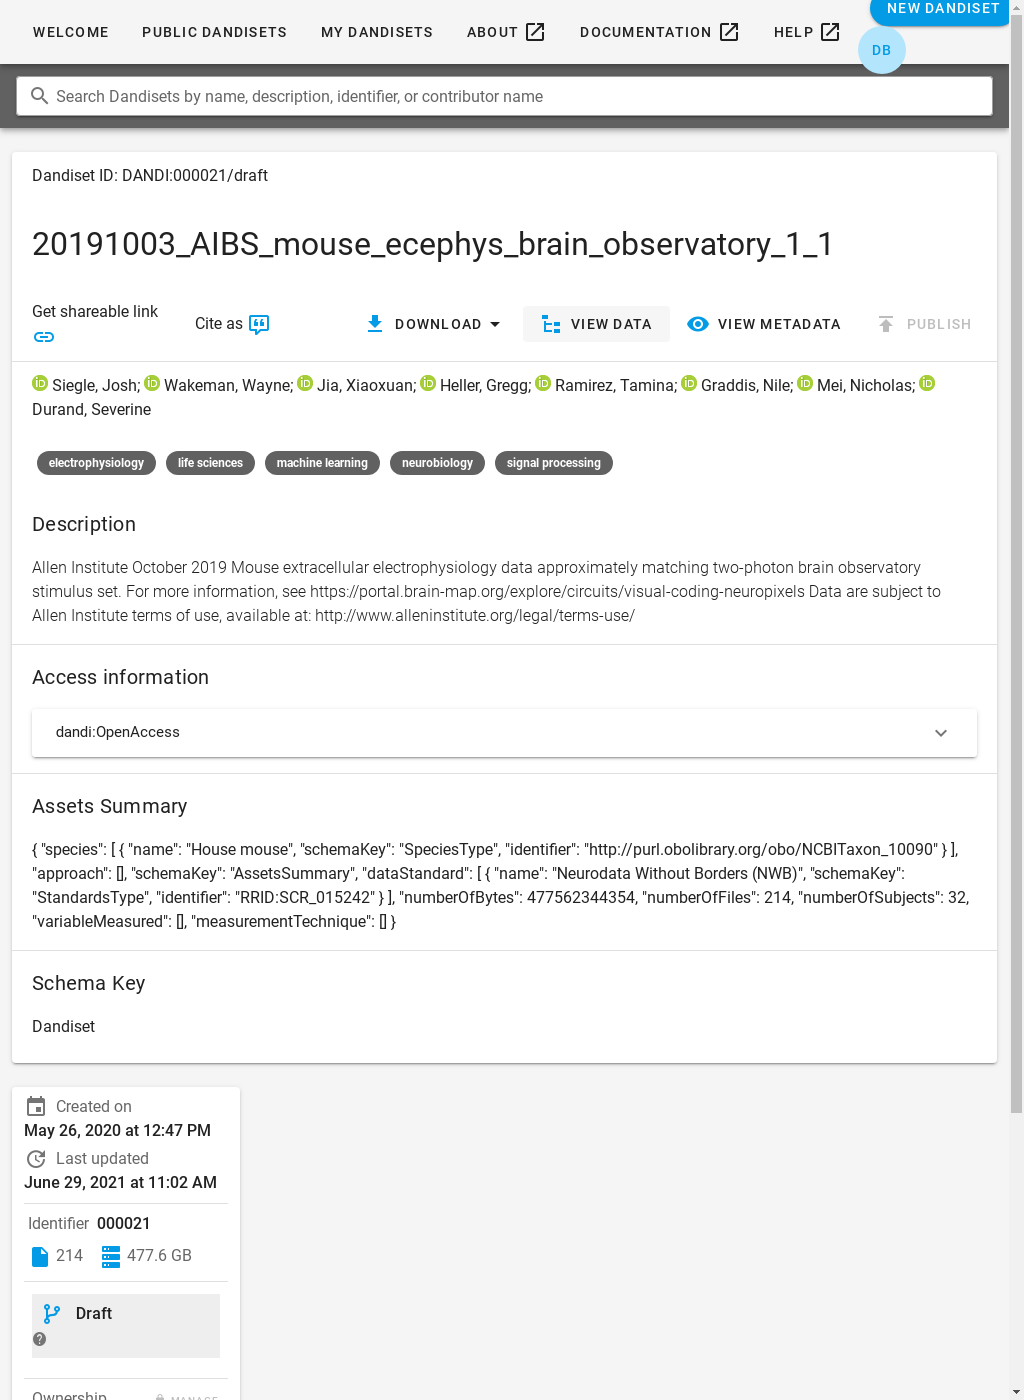 NEW DANDISET
WELCOME PUBLIC DANDISETS MY DANDISETS ABOUT DOCUMENTATION HELP
DB
Search Dandisets by name, description, identifier, or contributor name
Dandiset ID: DANDI:000021/draft
20191003_AIBS_mouse_ecephys_brain_observatory_1_1
Get shareable link
Cite as DOWNLOAD VIEW DATA VIEW METADATA PUBLISH
iD Siegle, Josh; iD Wakeman, Wayne; iD Jia, Xiaoxuan; iD Heller, Gregg; iD Ramirez, Tamina; iD Graddis, Nile; iD Mei, Nicholas; iD
Durand, Severine
electrophysiology life sciences machine learning neurobiology signal processing
Description
Allen Institute October 2019 Mouse extracellular electrophysiology data approximately matching two-photon brain observatory
stimulus set. For more information, see https://portal.brain-map.org/explore/circuits/visual-coding-neuropixels Data are subject to
Allen Institute terms of use, available at: http://www.alleninstitute.org/legal/terms-use/
Access information
dandi:OpenAccess
Assets Summary
{ "species": [ { "name": "House mouse", "schemaKey": "SpeciesType", "identifier": "http://purl.obolibrary.org/obo/NCBITaxon_10090" } ],
"approach": [], "schemaKey": "AssetsSummary", "dataStandard": [ { "name": "Neurodata Without Borders (NWB)", "schemaKey":
"StandardsType", "identifier": "RRID:SCR_015242" } ], "numberOfBytes": 477562344354, "numberOfFiles": 214, "numberOfSubjects": 32,
"variableMeasured": [], "measurementTechnique": [] }
Schema Key
Dandiset
Created on
May 26, 2020 at 12:47 PM
Last updated
June 29, 2021 at 11:02 AM
Identifier 000021
214 477.6 GB
Draft
Ownership MANAGE